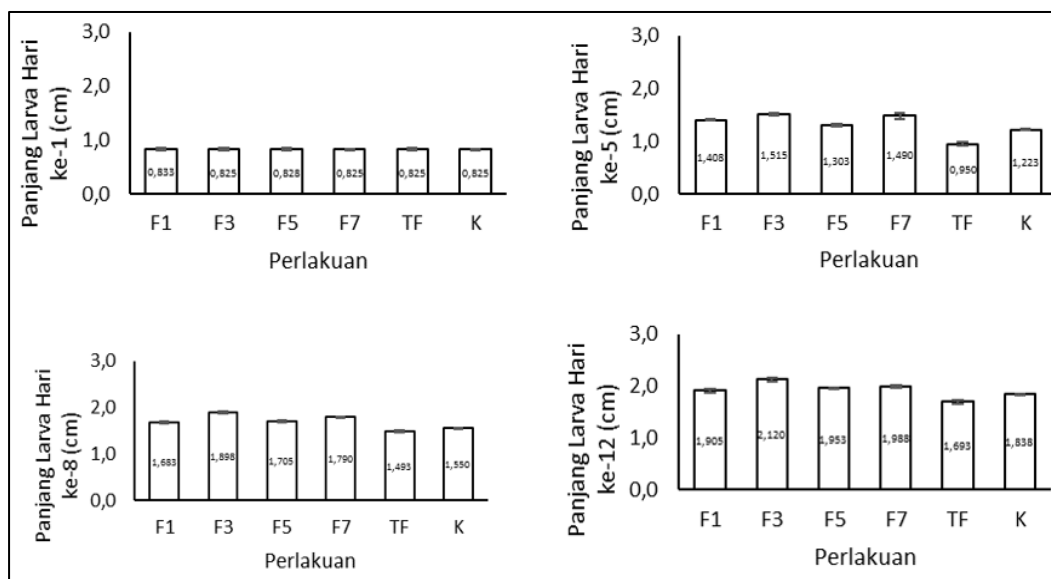 Panjang Larva Hari
ke-1 (cm)
3,0
2,0
1,0
0,0
0,833
0,825
0,828
0,825
0,825
0,825
F1 F3 F5 F7 TF K
Perlakuan
Panjang Larva Hari
ke-5 (cm)
3,0
2,0
1,0
0,0
1,408
1,515
1,303
1,490
0,950
1,223
F1 F3 F5 F7 TF K
Perlakuan
Panjang Larva Hari
ke-8 (cm)
3,0
2,0
1,0
0,0
1,683
1,898
1,705
1,790
1,493
1,550
F1 F3 F5 F7 TF K
Perlakuan
Panjang Larva Hari
ke-12 (cm)
3,0
2,0
1,0
0,0
1,905
2,120
1,953
1,988
1,693
1,838
F1 F3 F5 F7 TF K
Perlakuan